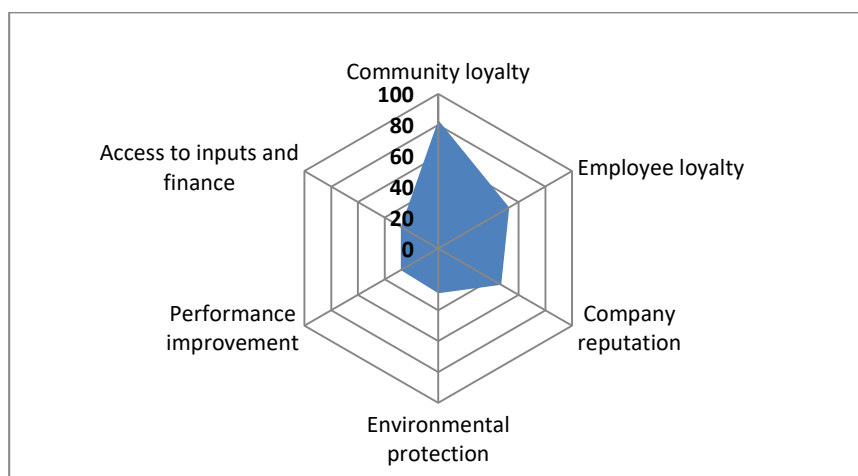 Community loyalty
100
80
60
40
20
0
Access to inputs and
finance
Employee loyalty
Performance
improvement
Company
reputation
Environmental
protection